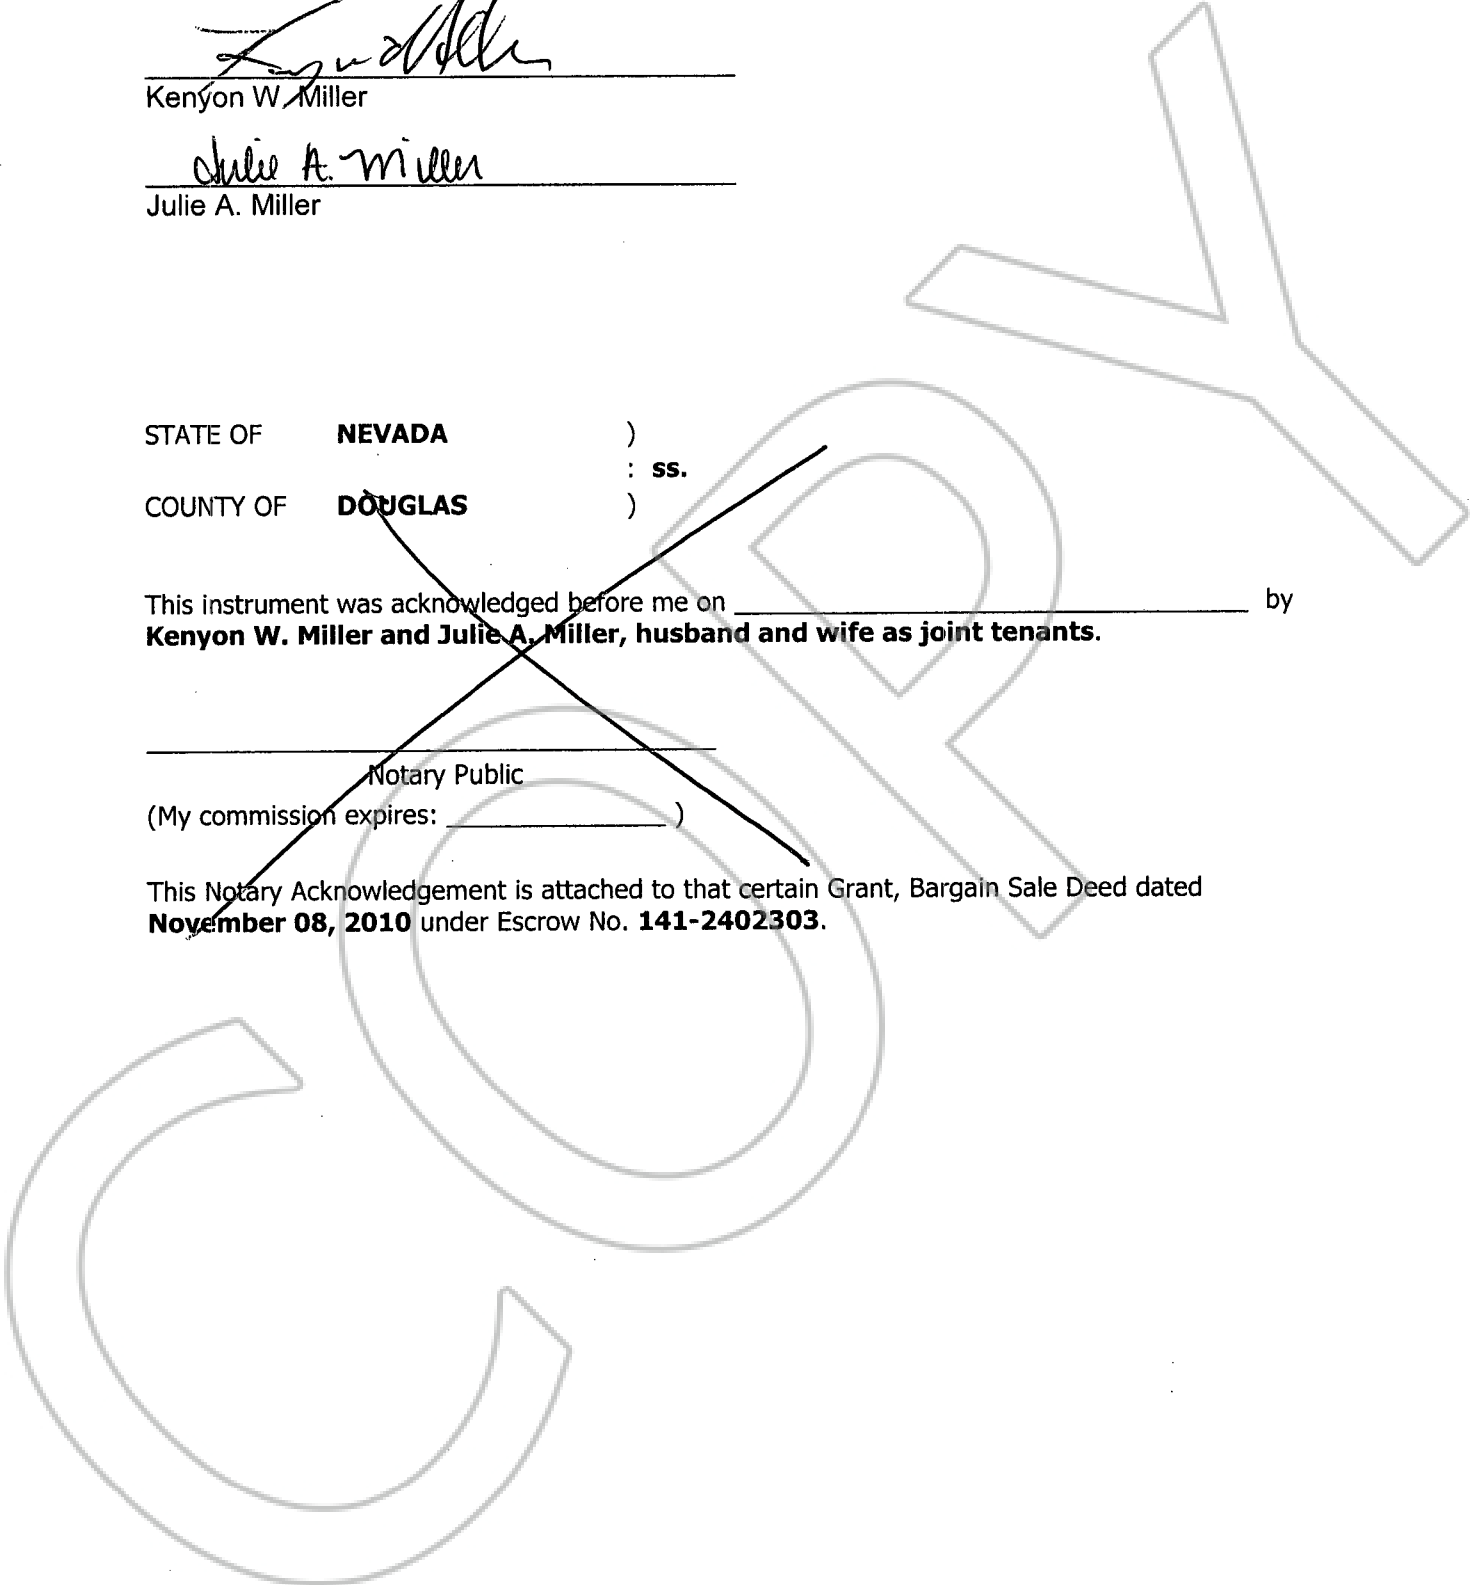 Kenyon W. Miller
Julie A. Miller
Julie A. Miller
STATE OF NEVADA )
: ss.
COUNTY OF DOUGLAS )
This instrument was acknowledged before me on ____________ by
Kenyon W. Miller and Julie A. Miller, husband and wife as joint tenants.
Notary Public
(My commission expires: ____________ )
This Notary Acknowledgement is attached to that certain Grant, Bargain Sale Deed dated
November 08, 2010 under Escrow No. 141-2402303.
COPY